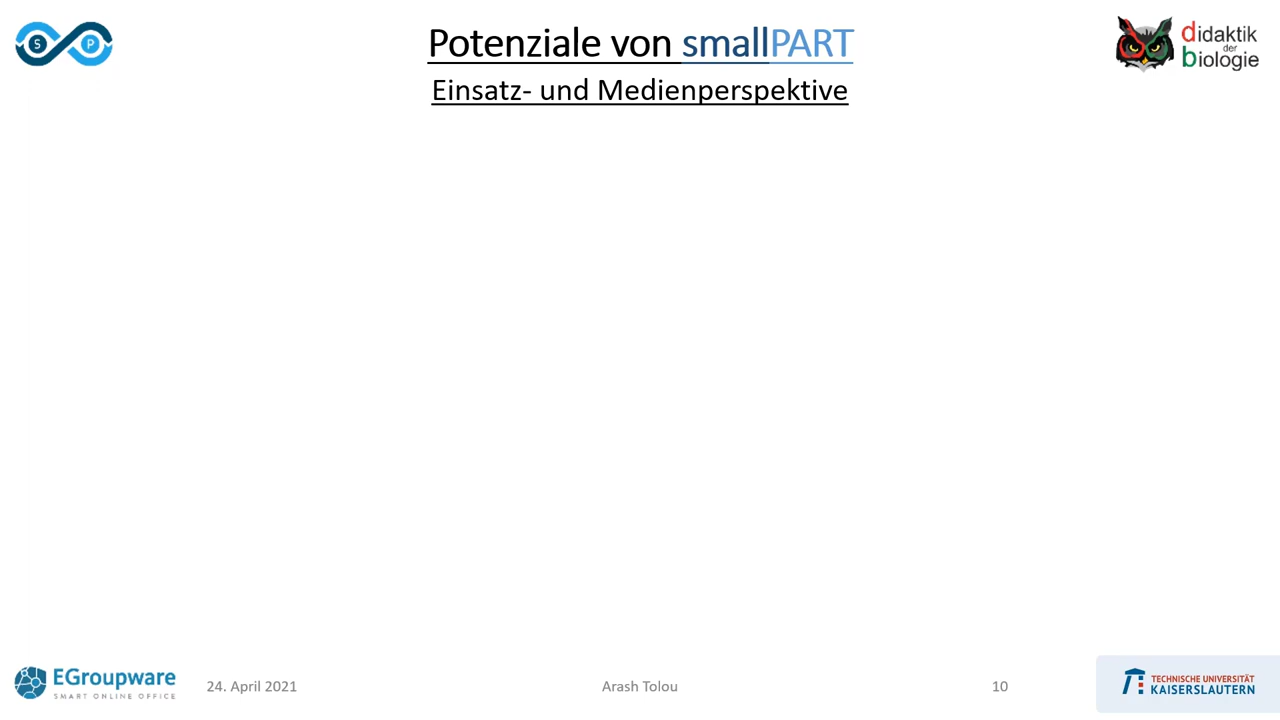 S P
Potenziale von smallPART
Einsatz- und Medienperspektive
didaktik
der
biologie
EGroupware
SMART ONLINE OFFICE
24. April 2021
Arash Tolou
10
TECHNISCHE UNIVERSITÄT
KAISERSLAUTERN